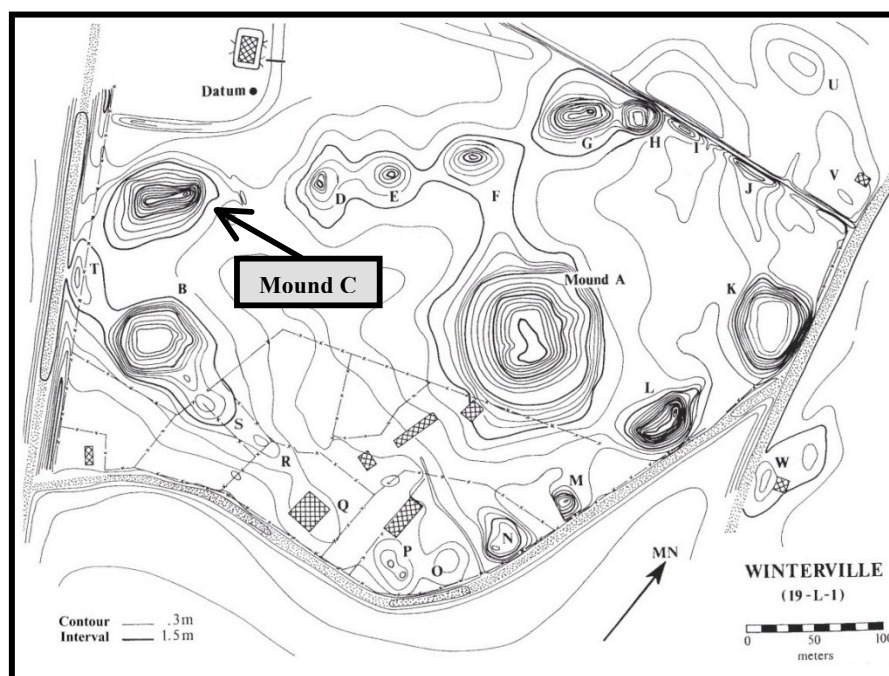 Datum
U
G
H
I
D
E
F
J
V
Mound C
T
B
Mound A
K
L
S
R
W
Q
M
N
P
O
MN
WINTERVILLE
(19-L-1)
Contour .3m
Interval 1.5m
0 50 100
meters